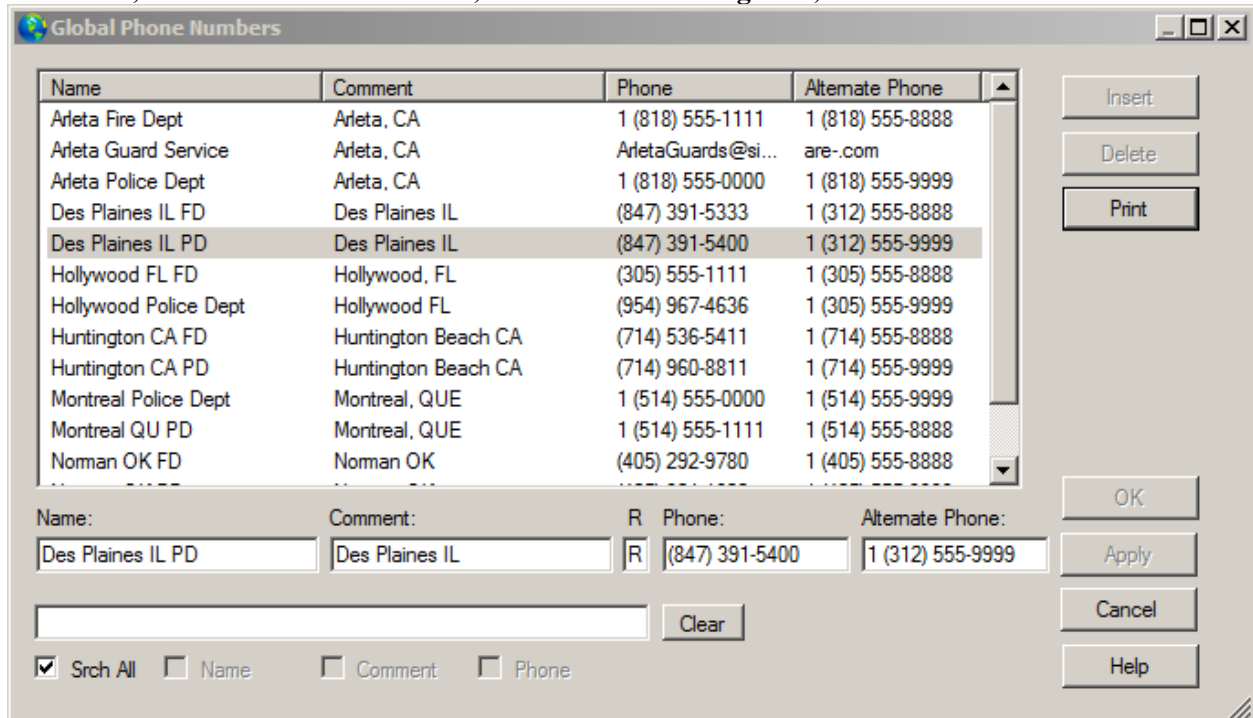 Global Phone Numbers
Name Comment Phone Alternate Phone
Arleta Fire Dept Arleta, CA 1 (818) 555-1111 1 (818) 555-8888
Arleta Guard Service Arleta, CA ArletaGuards@si... are-.com
Arleta Police Dept Arleta, CA 1 (818) 555-0000 1 (818) 555-9999
Des Plaines IL FD Des Plaines IL (847) 391-5333 1 (312) 555-8888
Des Plaines IL PD Des Plaines IL (847) 391-5400 1 (312) 555-9999
Hollywood FL FD Hollywood, FL (305) 555-1111 1 (305) 555-8888
Hollywood Police Dept Hollywood FL (954) 967-4636 1 (305) 555-9999
Huntington CA FD Huntington Beach CA (714) 536-5411 1 (714) 555-8888
Huntington CA PD Huntington Beach CA (714) 960-8811 1 (714) 555-9999
Montreal Police Dept Montreal, QUE 1 (514) 555-0000 1 (514) 555-9999
Montreal QU PD Montreal, QUE 1 (514) 555-1111 1 (514) 555-8888
Norman OK FD Norman OK (405) 292-9780 1 (405) 555-8888
Insert
Delete
Print
Name: Comment: R Phone: Alternate Phone:
Des Plaines IL PD Des Plaines IL R (847) 391-5400 1 (312) 555-9999
Clear
Srch All Name Comment Phone
OK
Apply
Cancel
Help